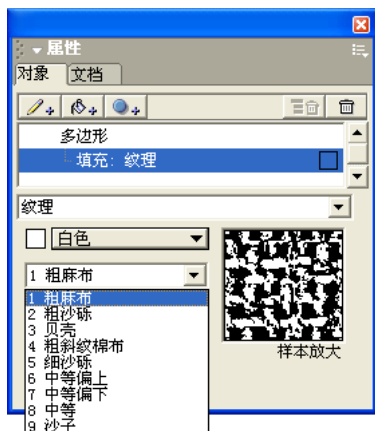 属性
对象 文档
多边形
填充: 纹理
纹理
白色
1 粗麻布
1 粗麻布
2 粗沙砾
3 贝壳
4 粗斜纹棉布
5 细沙砾
6 中等偏上
7 中等偏下
8 中等
9 沙子
样本放大